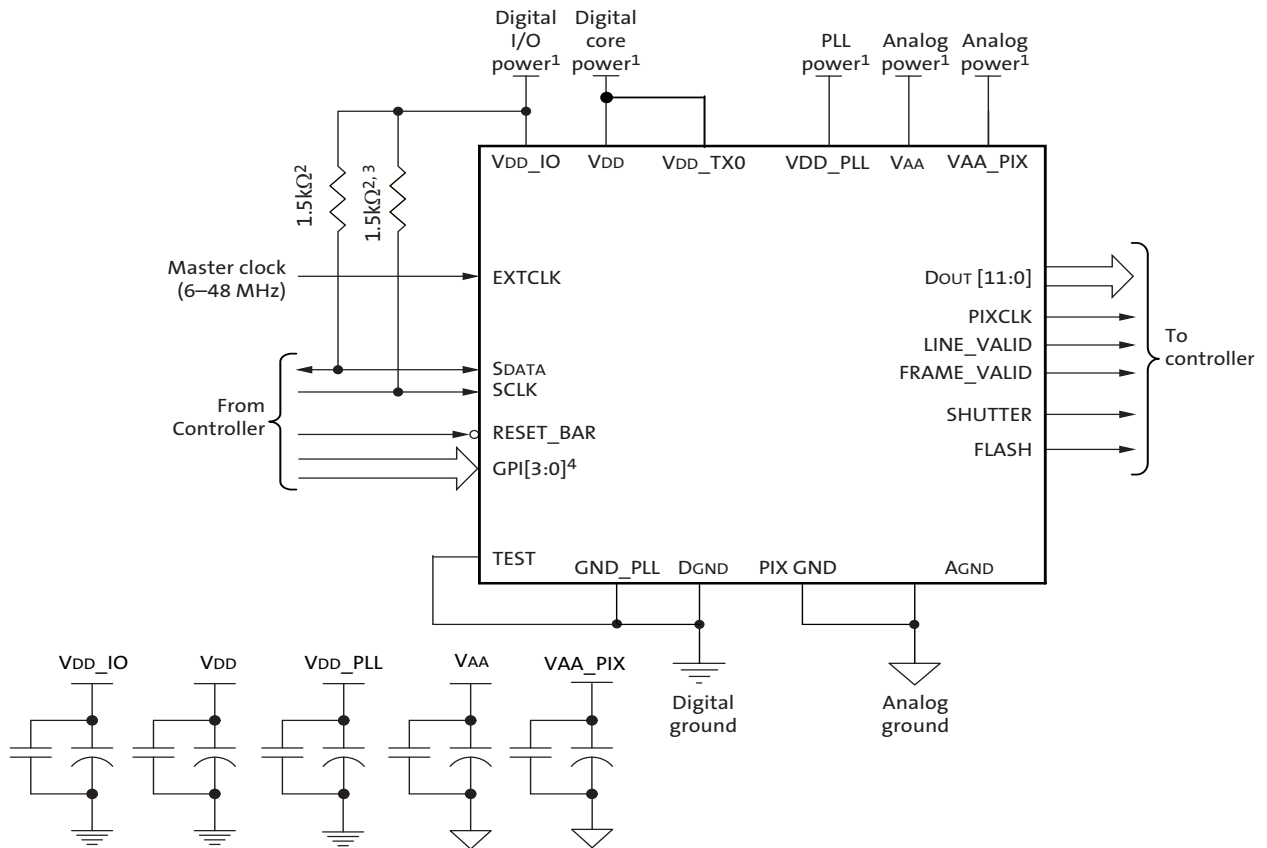 Digital
I/O
power¹
Digital
core
power¹
PLL
power¹
Analog
power¹
Analog
power¹
VDD_IO
VDD
VDD_TX0
VDD_PLL
VAA
VAA_PIX
1.5kΩ²
1.5kΩ²,³
Master clock
(6–48 MHz)
EXTCLK
SDATA
SCLK
RESET_BAR
GPI[3:0]⁴
From
Controller
TEST
DOUT [11:0]
PIXCLK
LINE_VALID
FRAME_VALID
SHUTTER
FLASH
To
controller
GND_PLL
DGND
PIX GND
AGND
Digital
ground
Analog
ground
VDD_IO
VDD
VDD_PLL
VAA
VAA_PIX